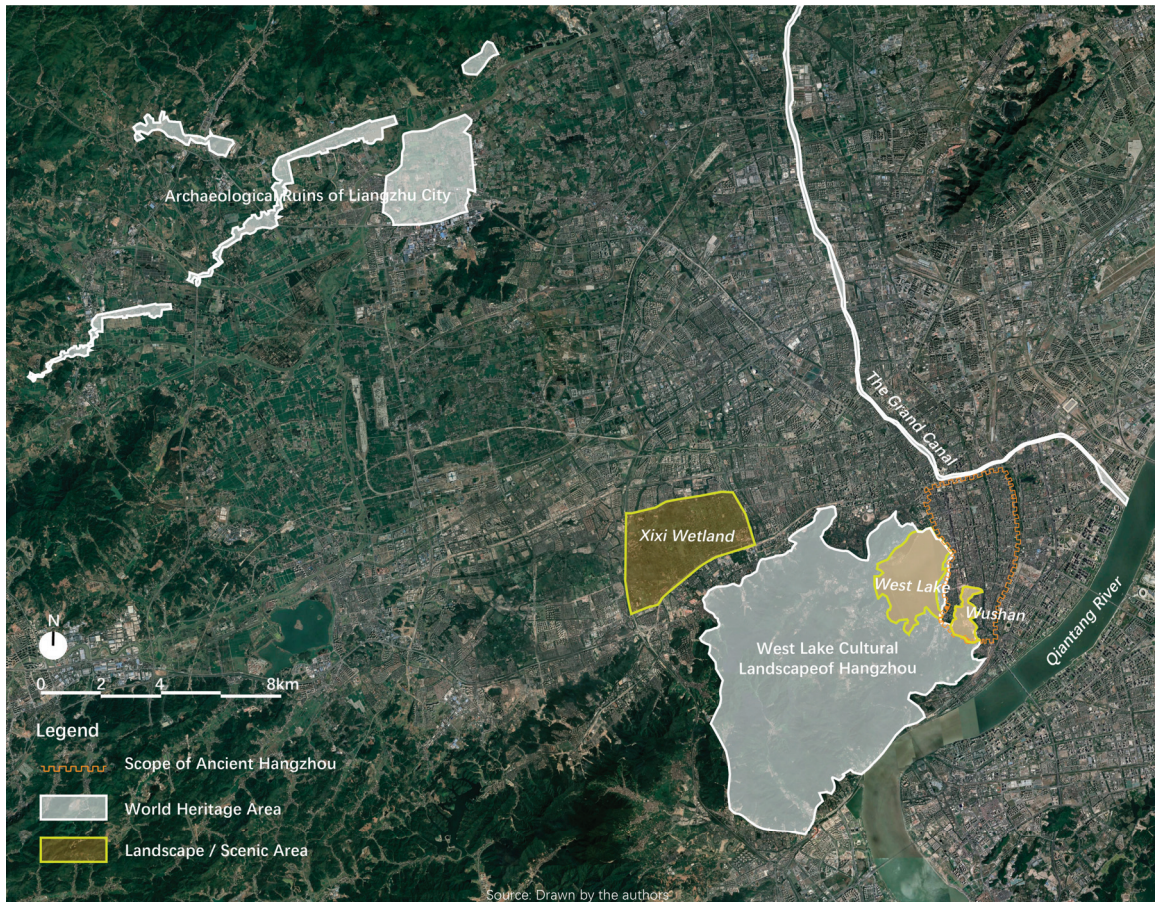 Archaeological Ruins of Liangzhu City
The Grand Canal
Xixi Wetland
West Lake
Wushan
Qiantang River
West Lake Cultural
Landscapeof Hangzhou
N
0 2 4 6 8km
Legend
Scope of Ancient Hangzhou
World Heritage Area
Landscape / Scenic Area
Source: Drawn by the authors